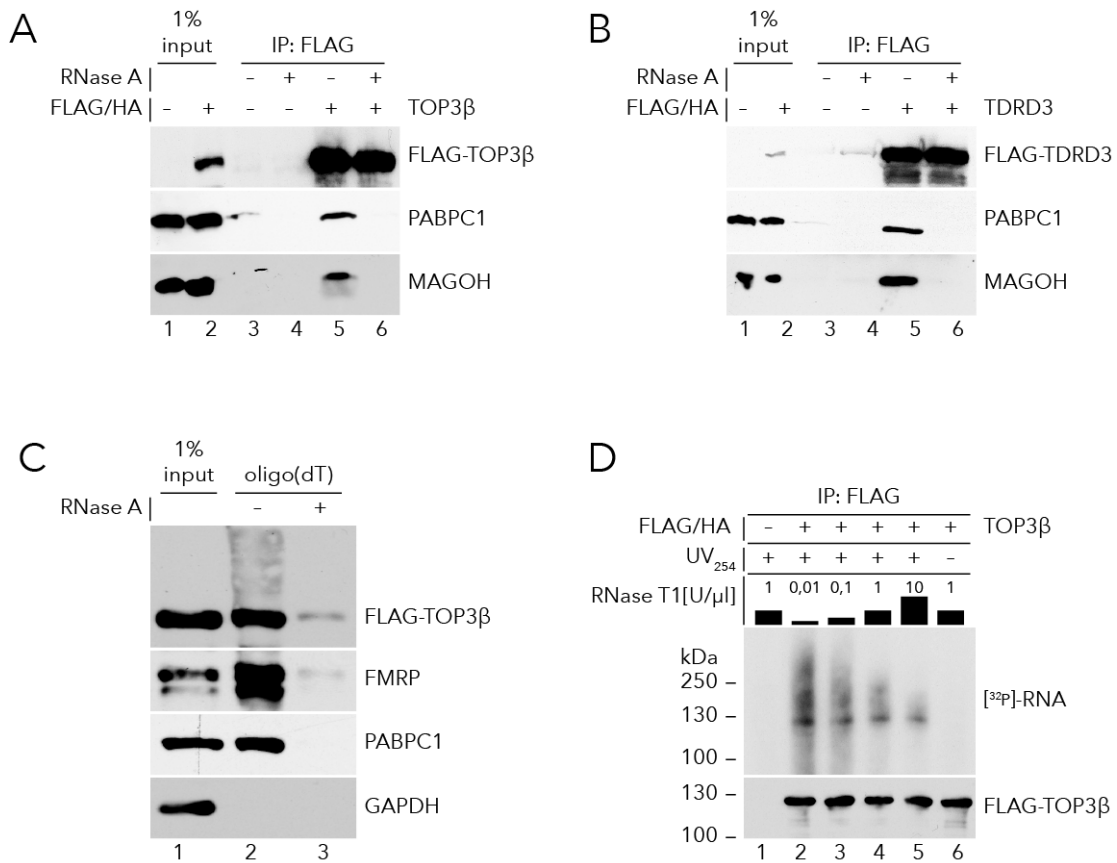 A
1%
input
IP: FLAG
RNase A
- + - +
FLAG/HA
- + - - + +
TOP3β
FLAG-TOP3β
PABPC1
MAGOH
1 2 3 4 5 6
B
1%
input
IP: FLAG
RNase A
- + - +
FLAG/HA
- + - - + +
TDRD3
FLAG-TDRD3
PABPC1
MAGOH
1 2 3 4 5 6
C
1%
input
oligo(dT)
RNase A
- +
FLAG-TOP3β
FMRP
PABPC1
GAPDH
1 2 3
D
IP: FLAG
FLAG/HA
- + + + + +
TOP3β
UV254
+ + + + + -
RNase T1[U/µl]
1 0,01 0,1 1 10 1
kDa
250
130
100
[32P]-RNA
130
100
FLAG-TOP3β
1 2 3 4 5 6